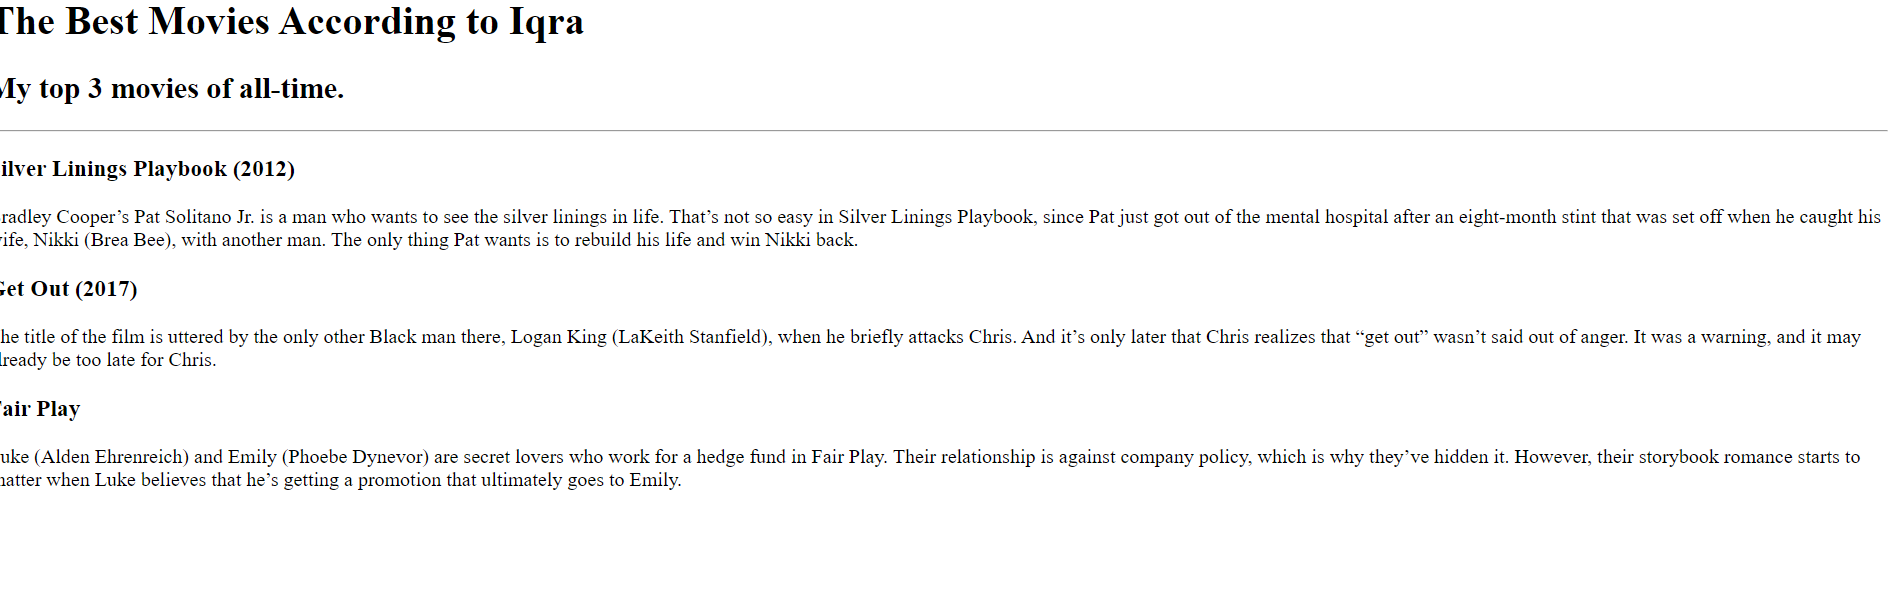 The Best Movies According to Iqra
My top 3 movies of all-time.
ilver Linings Playbook (2012)
radley Cooper’s Pat Solitano Jr. is a man who wants to see the silver linings in life. That’s not so easy in Silver Linings Playbook, since Pat just got out of the mental hospital after an eight-month stint that was set off when he caught his
ife, Nikki (Brea Bee), with another man. The only thing Pat wants is to rebuild his life and win Nikki back.
Get Out (2017)
he title of the film is uttered by the only other Black man there, Logan King (LaKeith Stanfield), when he briefly attacks Chris. And it’s only later that Chris realizes that “get out” wasn’t said out of anger. It was a warning, and it may
lready be too late for Chris.
Fair Play
uke (Alden Ehrenreich) and Emily (Phoebe Dynevor) are secret lovers who work for a hedge fund in Fair Play. Their relationship is against company policy, which is why they’ve hidden it. However, their storybook romance starts to
hatter when Luke believes that he’s getting a promotion that ultimately goes to Emily.